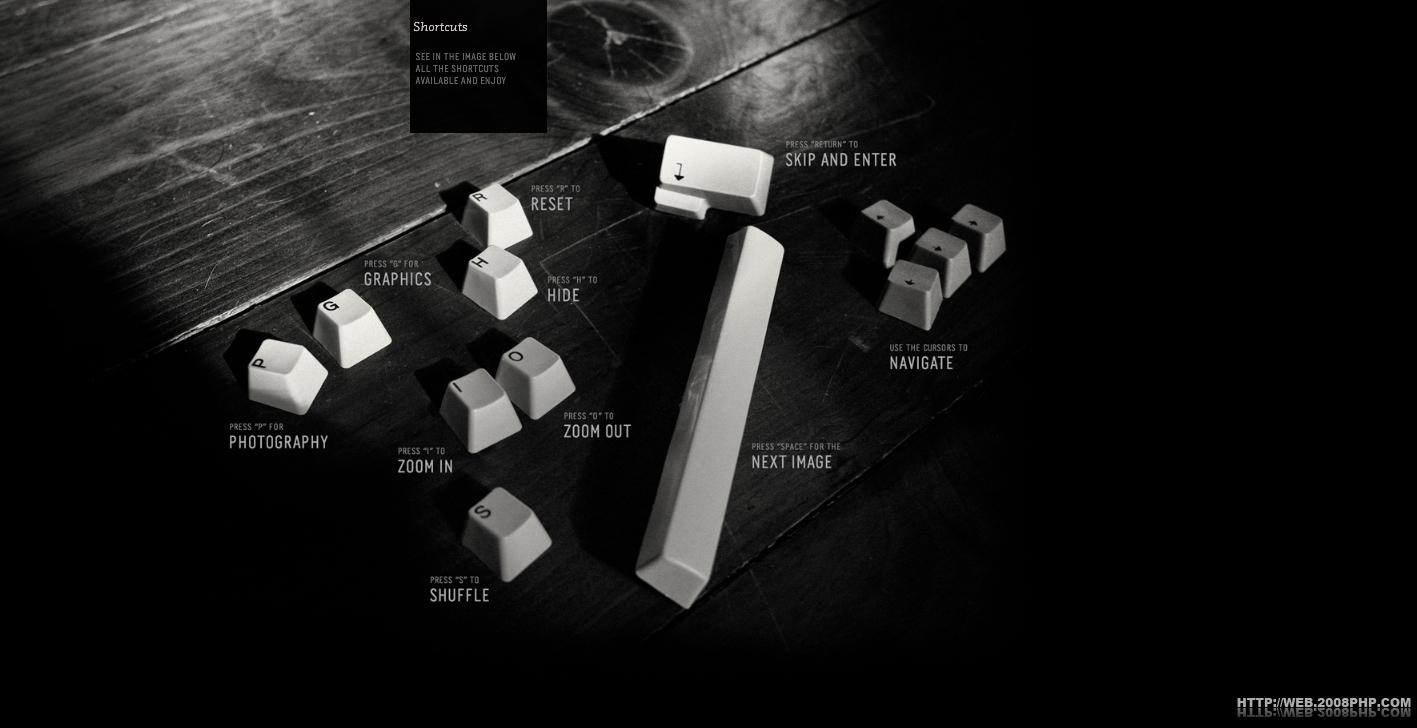 Shortcuts
SEE IN THE IMAGE BELOW
ALL THE SHORTCUTS
AVAILABLE AND ENJOY
PRESS "RETURN" TO
SKIP AND ENTER
R
PRESS "R" TO
RESET
H
PRESS "H" TO
HIDE
PRESS "G" FOR
GRAPHICS
G
P
PRESS "P" FOR
PHOTOGRAPHY
O
PRESS "O" TO
ZOOM OUT
I
PRESS "I" TO
ZOOM IN
USE THE CURSORS TO
NAVIGATE
PRESS "SPACE" FOR THE
NEXT IMAGE
S
PRESS "S" TO
SHUFFLE
HTTP://WEB.2008PHP.COM